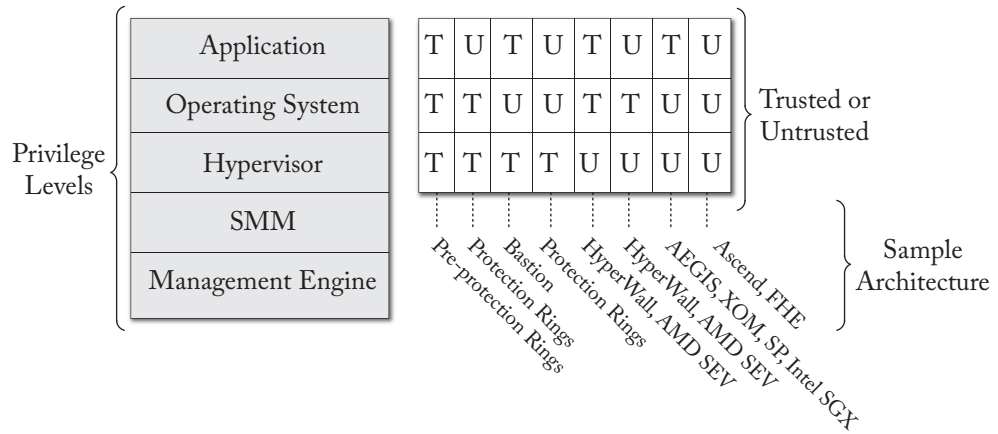 Privilege
Levels
Application
Operating System
Hypervisor
SMM
Management Engine
T U T U T U T U
T T U U T T U U
T T T T U U U U
Trusted or
Untrusted
Pre-protection Rings
Protection Rings
Bastion
Protection Rings
HyperWall, AMD SEV
HyperWall, AMD SEV
AEGIS, XOM, SP, Intel SGX
Ascend, FHE
Sample
Architecture